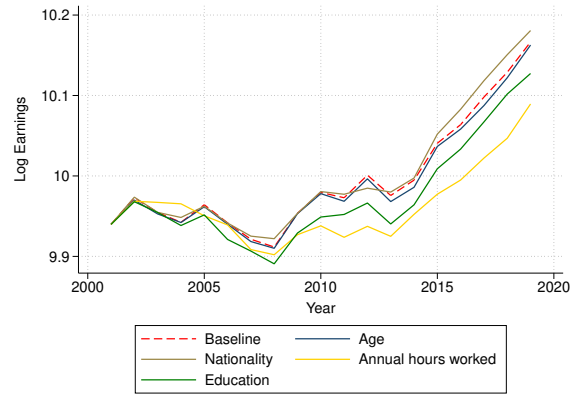 10.2
10.1
10
9.9
Log Earnings
2000
2005
2010
2015
2020
Year
Baseline
Age
Nationality
Annual hours worked
Education